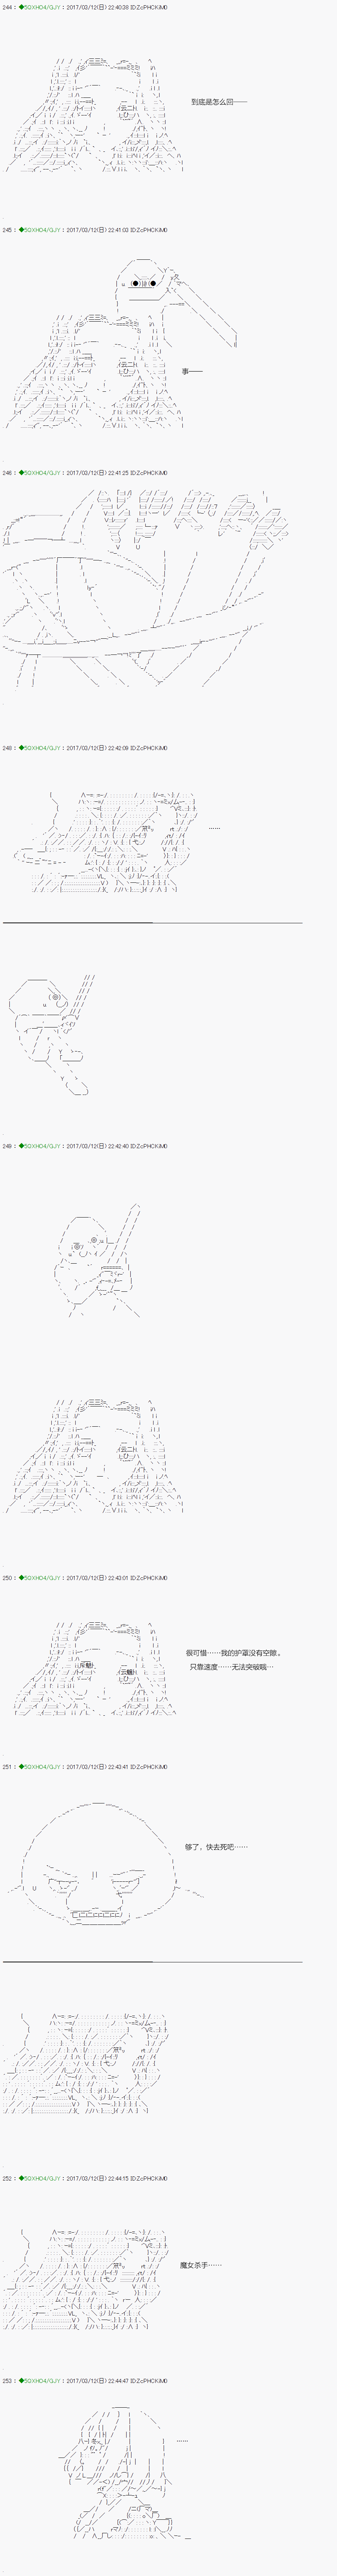 244 : ◆5QXHO4/GJY : 2017/03/12(日) 22:40:38 ID:ZcPHCKiM0
到底是怎么回——
245 : ◆5QXHO4/GJY : 2017/03/12(日) 22:41:03 ID:ZcPHCKiM0
事——
246 : ◆5QXHO4/GJY : 2017/03/12(日) 22:41:25 ID:ZcPHCKiM0
248 : ◆5QXHO4/GJY : 2017/03/12(日) 22:42:09 ID:ZcPHCKiM0
……
249 : ◆5QXHO4/GJY : 2017/03/12(日) 22:42:40 ID:ZcPHCKiM0
250 : ◆5QXHO4/GJY : 2017/03/12(日) 22:43:01 ID:ZcPHCKiM0
很可惜……我的护罩没有空隙，
只靠速度……无法突破哦…
251 : ◆5QXHO4/GJY : 2017/03/12(日) 22:43:41 ID:ZcPHCKiM0
够了，快去死吧……
252 : ◆5QXHO4/GJY : 2017/03/12(日) 22:44:15 ID:ZcPHCKiM0
魔女杀手……
253 : ◆5QXHO4/GJY : 2017/03/12(日) 22:44:47 ID:ZcPHCKiM0
……